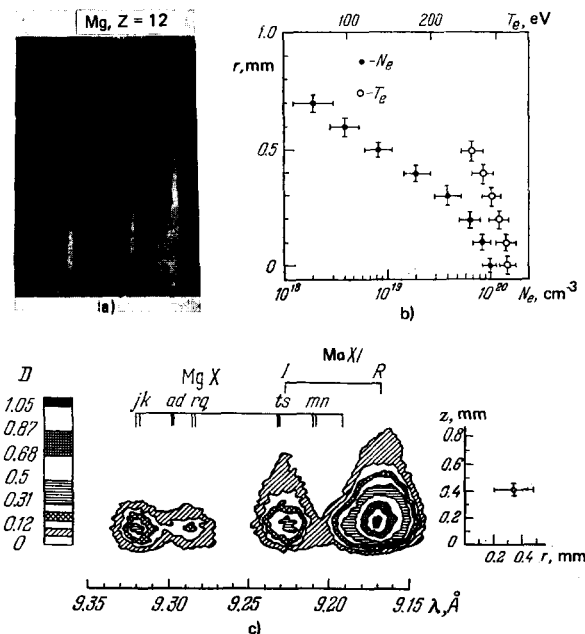 Mg, Z = 12
(a)
100 200 T_e, eV
1.0
r, mm
•-N_e
○-T_e
0.5
0
10^18 10^19 10^20 N_e, cm^-3
b)
D
1.05
0.87
0.68
0.5
0.31
0.12
0
MaXI
Mg X I R
jk ad rq ts mn
z, mm
0.8
0.6
0.4
0.2
0
0.2 0.4 r, mm
9.35 9.30 9.25 9.20 9.15 λ, Å
c)